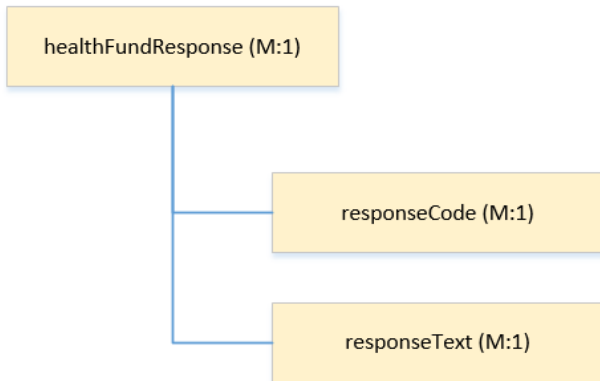 healthFundResponse (M:1)
responseCode (M:1)
responseText (M:1)